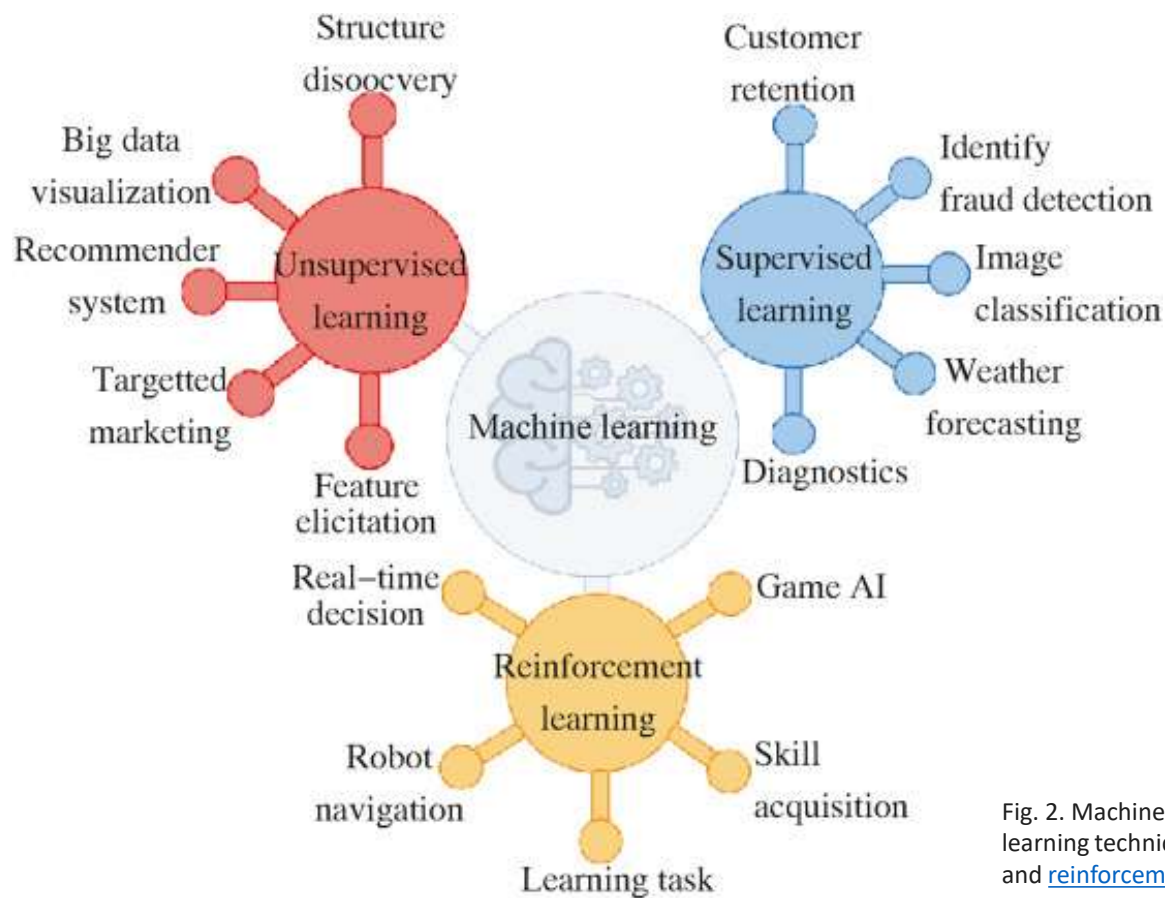 Structure
disoocvery
Big data
visualization
Recommender
system
Targetted
marketing
Feature
elicitation
Unsupervised
learning
Customer
retention
Identify
fraud detection
Image
classification
Weather
forecasting
Diagnostics
Supervised
learning
Machine learning
Real-time
decision
Game AI
Reinforcement
learning
Robot
navigation
Skill
acquisition
Learning task
Fig. 2. Machine
learning
and